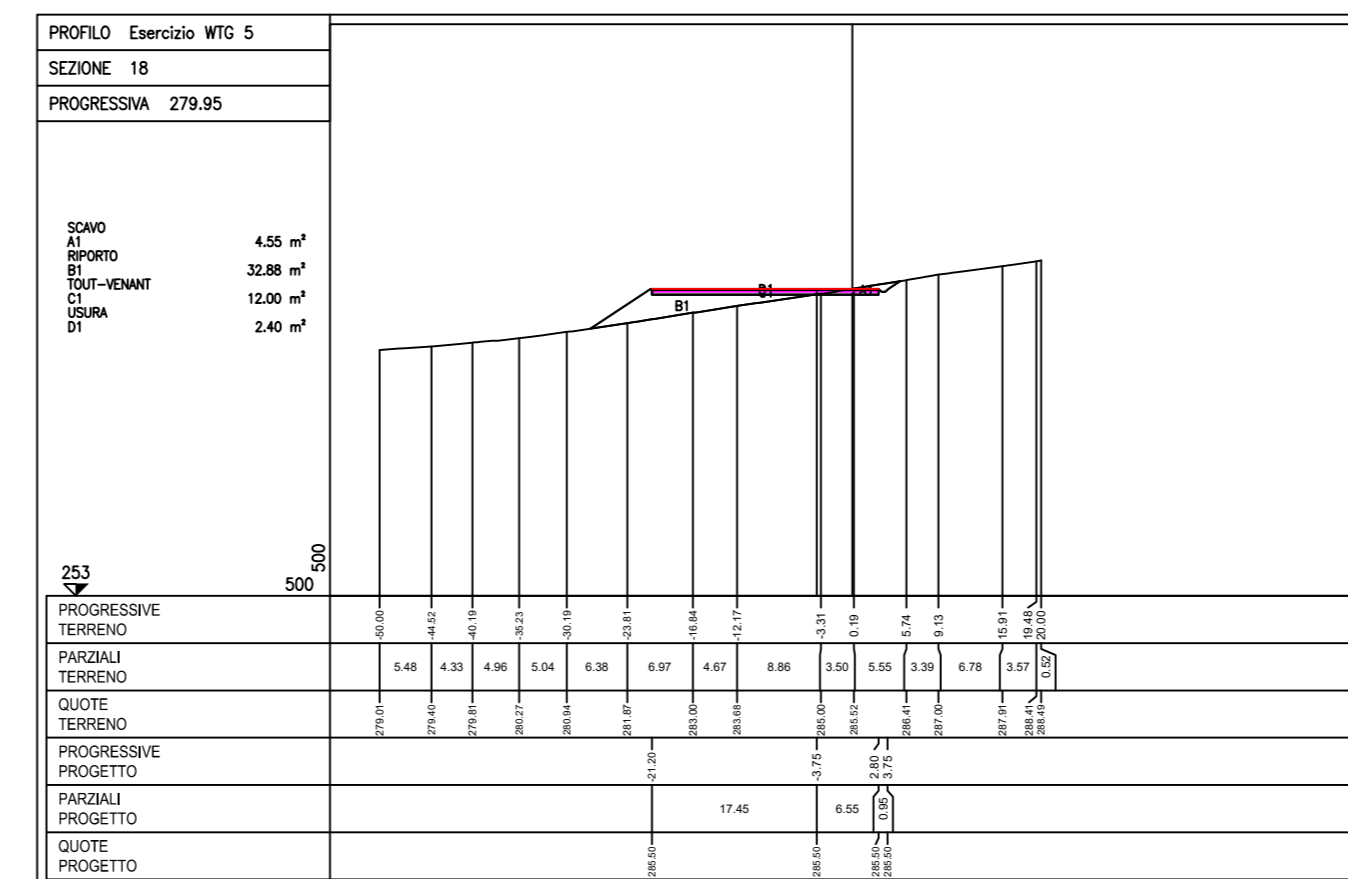 PROFILO Esercizio WTG 5
SEZIONE 18
PROGRESSIVA 279.95
SCAVO
A1 4.55 m²
RIPORTO
B1 32.88 m²
TOUT-VENANT
C1 12.00 m²
USURA
D1 2.40 m²
B1
253
500
500
PROGRESSIVE
TERRENO
-50.00 -44.52 -40.19 -35.23 -30.19 -23.81 -16.84 -12.17 -3.31 0.19 5.74 9.13 15.91 19.48 20.00
PARZIALI
TERRENO
5.48 4.33 4.96 5.04 6.38 6.97 4.67 8.86 3.50 5.55 3.39 6.78 3.57 0.52
QUOTE
TERRENO
279.01 279.40 279.81 280.27 280.94 281.87 283.00 283.68 285.00 285.52 286.41 287.00 287.91 288.41 288.49
PROGRESSIVE
PROGETTO
-21.20 -3.75 2.80 3.75
PARZIALI
PROGETTO
17.45 6.55 0.95
QUOTE
PROGETTO
285.50 285.50 285.50 285.50